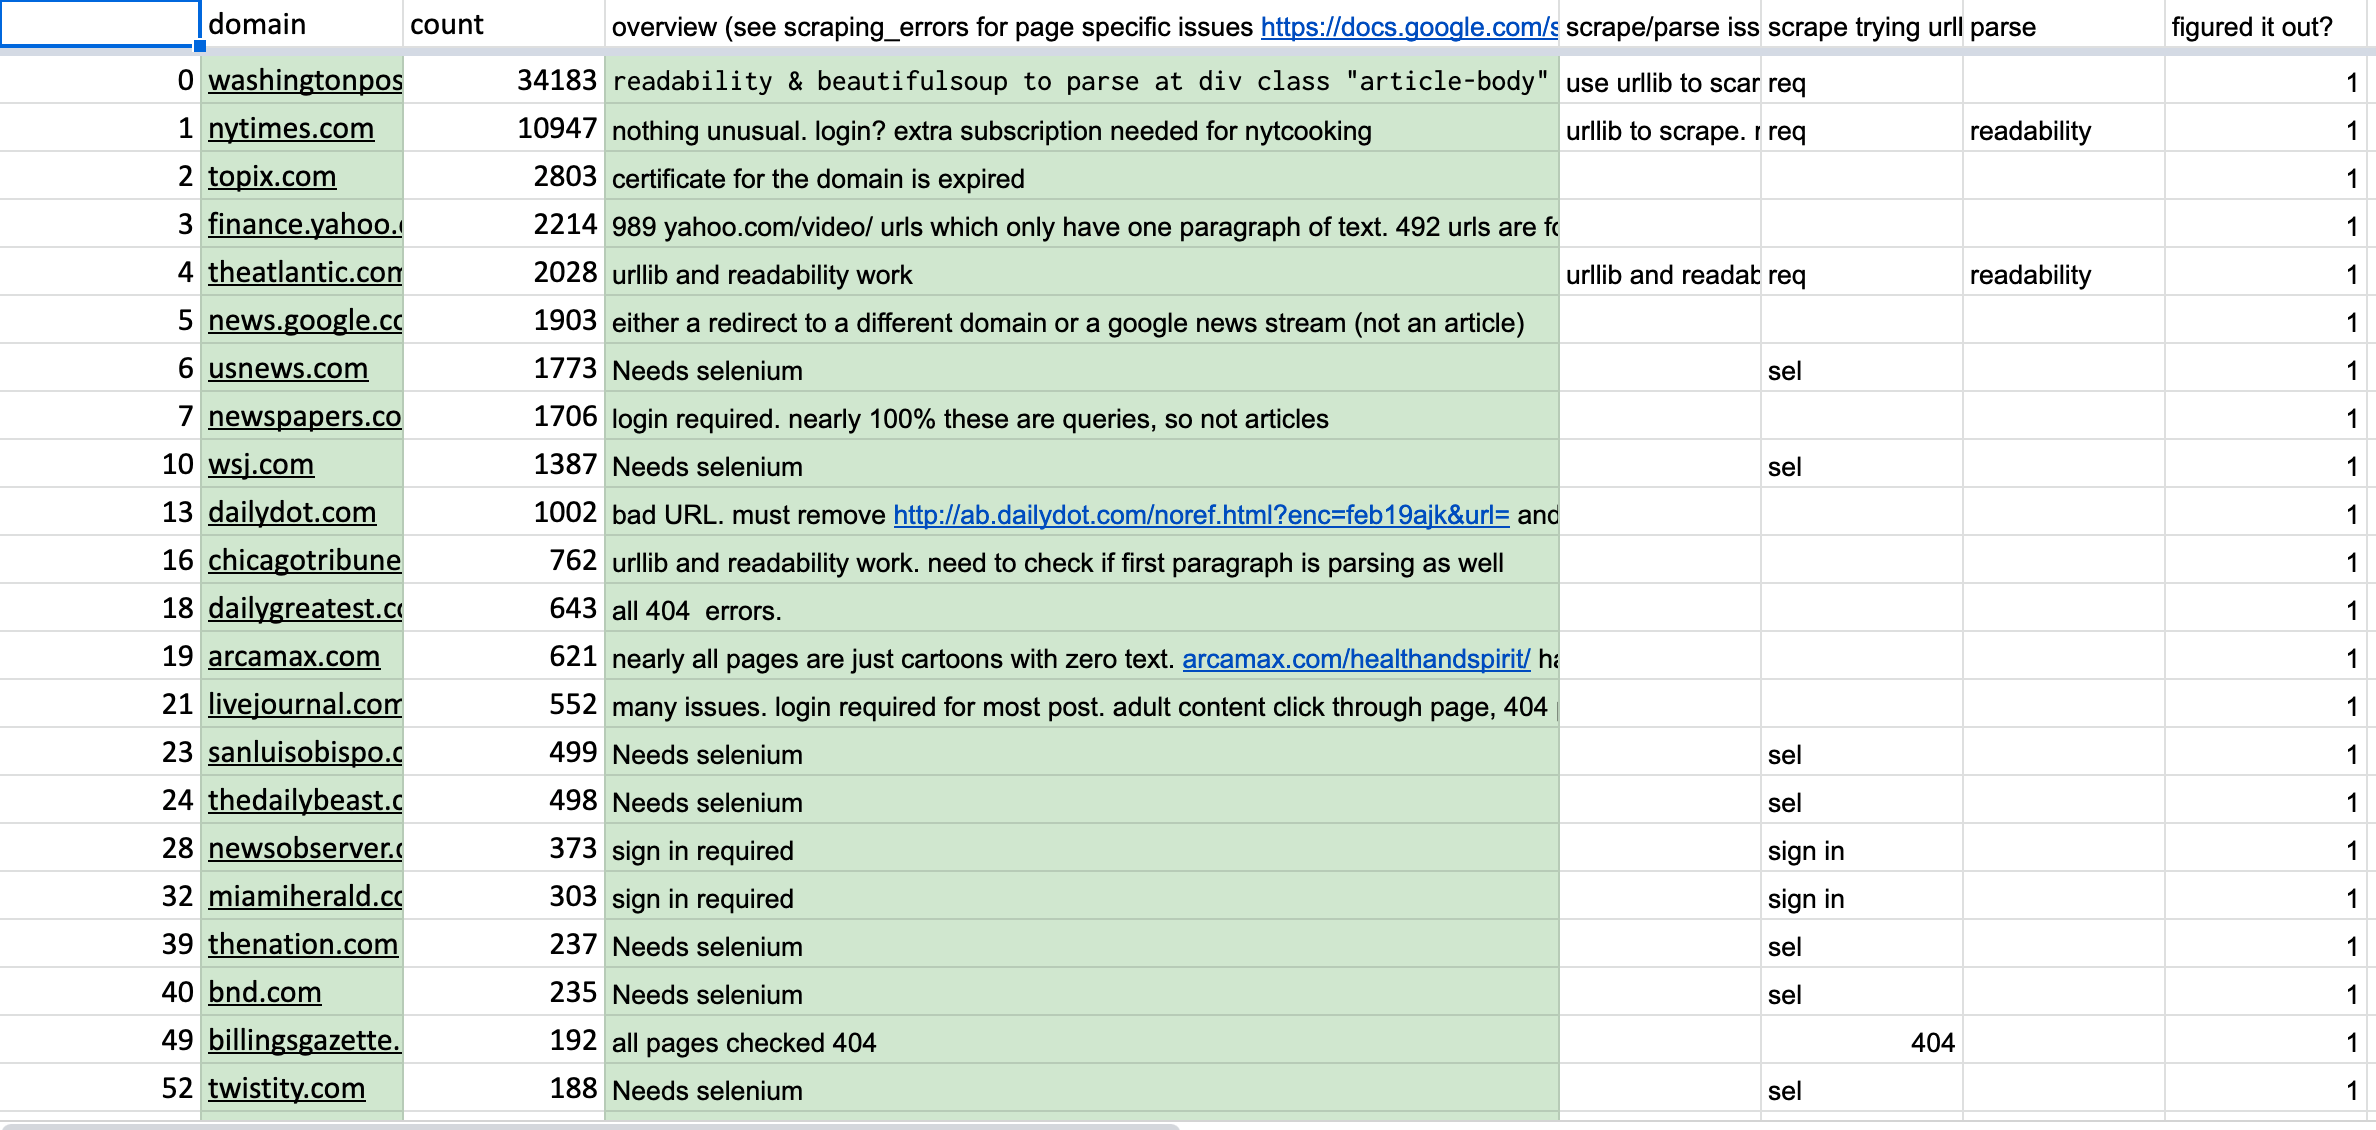 domain count overview (see scraping_errors for page specific issues https://docs.google.com/s scrape/parse iss scrape trying urll parse figured it out?
0 washingtonpos 34183 readability & beautifulsoup to parse at div class "article-body" use urllib to scar req 1
1 nytimes.com 10947 nothing unusual. login? extra subscription needed for nytcooking urllib to scrape. r req readability 1
2 topix.com 2803 certificate for the domain is expired 1
3 finance.yahoo. 2214 989 yahoo.com/video/ urls which only have one paragraph of text. 492 urls are fo 1
4 theatlantic.com 2028 urllib and readability work urllib and readab req readability 1
5 news.google.co 1903 either a redirect to a different domain or a google news stream (not an article) 1
6 usnews.com 1773 Needs selenium sel 1
7 newspapers.co 1706 login required. nearly 100% these are queries, so not articles 1
10 wsj.com 1387 Needs selenium sel 1
13 dailydot.com 1002 bad URL. must remove http://ab.dailydot.com/noref.html?enc=feb19ajk&url= and 1
16 chicagotribune 762 urllib and readability work. need to check if first paragraph is parsing as well 1
18 dailygreatest.co 643 all 404  errors. 1
19 arcamax.com 621 nearly all pages are just cartoons with zero text. arcamax.com/healthandspirit/ ha 1
21 livejournal.com 552 many issues. login required for most post. adult content click through page, 404 1
23 sanluisobispo.c 499 Needs selenium sel 1
24 thedailybeast.c 498 Needs selenium sel 1
28 newsobserver.c 373 sign in required sign in 1
32 miamiherald.co 303 sign in required sign in 1
39 thenation.com 237 Needs selenium sel 1
40 bnd.com 235 Needs selenium sel 1
49 billingsgazette. 192 all pages checked 404 404 1
52 twistity.com 188 Needs selenium sel 1